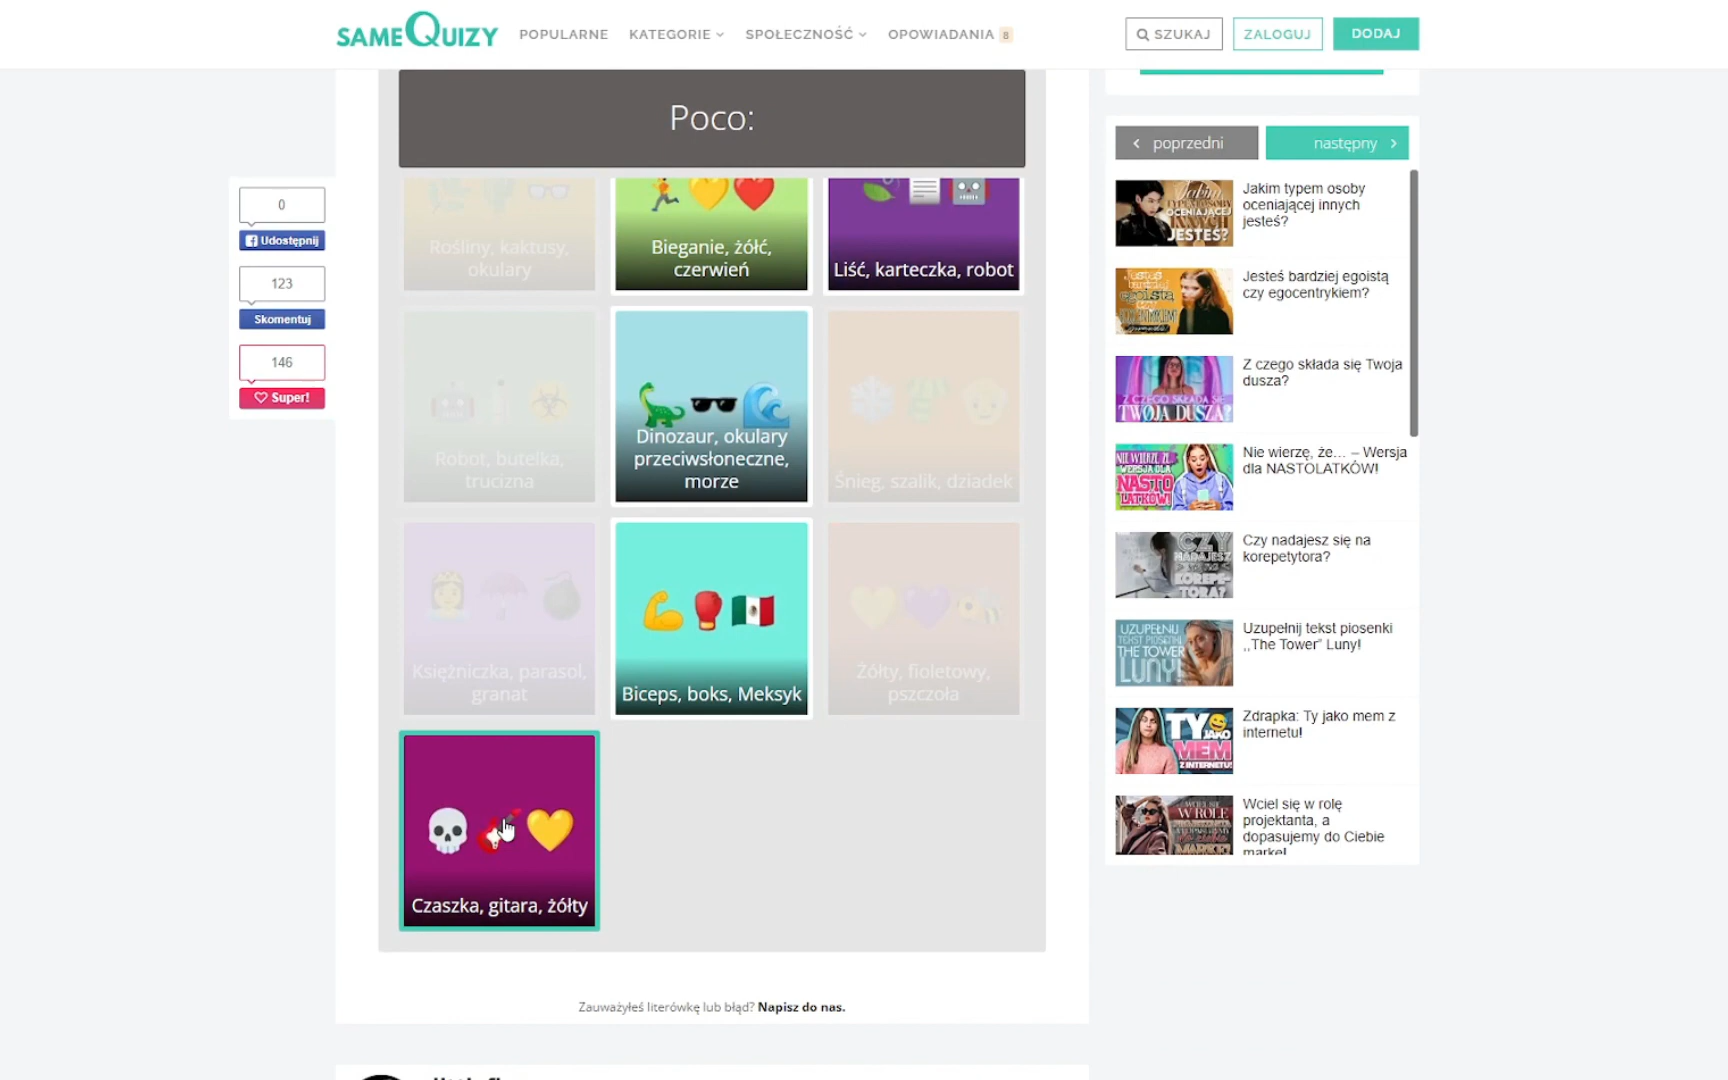 SAMEQUIZY
POPULARNE
KATEGORIE
SPOŁECZNOŚĆ
OPOWIADANIA 8
SZUKAJ
ZALOGUJ
DODAJ
Poco:
0
Udostępnij
123
Skomentuj
146
Super!
Rośliny, kaktusy,
okulary
Bieganie, żółć,
czerwień
Liść, karteczka, robot
Robot, butelka,
trucizna
Dinozaur, okulary
przeciwsłoneczne,
morze
Śnieg, szalik, dziadek
Księżniczka, parasol,
granat
Biceps, boks, Meksyk
Żółty, fioletowy,
pszczoła
Czaszka, gitara, żółty
Zauważyłeś literówkę lub błąd? Napisz do nas.
poprzedni
następny
Jakim typem osoby
oceniającej innych
jesteś?
Jesteś bardziej egoistą
czy egocentrykiem?
Z czego składa się Twoja
dusza?
Nie wierzę, że... – Wersja
dla NASTOLATKÓW!
Czy nadajesz się na
korepetytora?
Uzupełnij tekst piosenki
,,The Tower" Luny!
Zdrapka: Ty jako mem z
internetu!
Wciel się w rolę
projektanta, a
dopasujemy do Ciebie
markę!